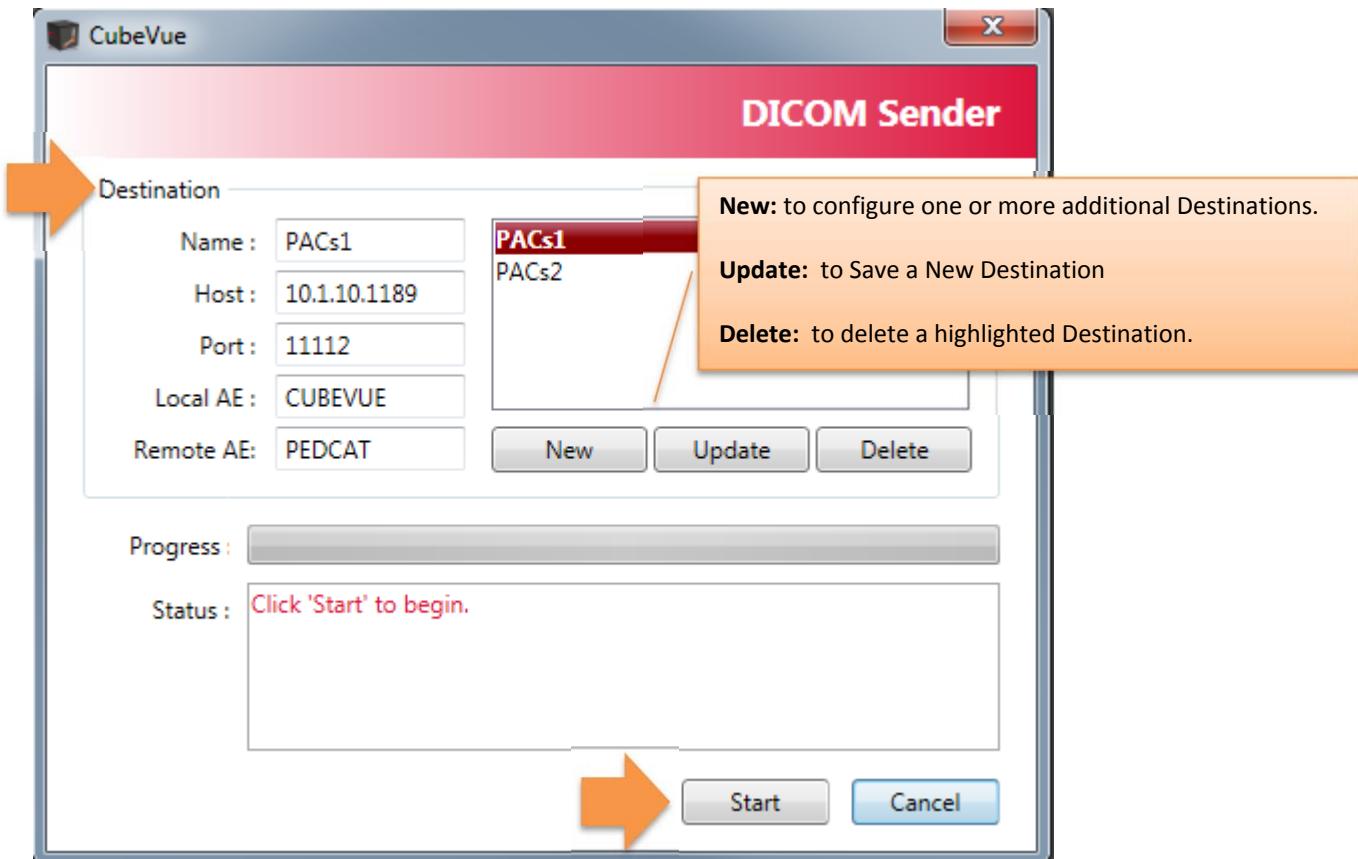 CubeVue
DICOM Sender
Destination
Name : PACs1
Host : 10.1.10.1189
Port : 11112
Local AE : CUBEVUE
Remote AE: PEDCAT
PACs1
PACs2
New: to configure one or more additional Destinations.
Update: to Save a New Destination
Delete: to delete a highlighted Destination.
New Update Delete
Progress :
Status : Click 'Start' to begin.
Start Cancel